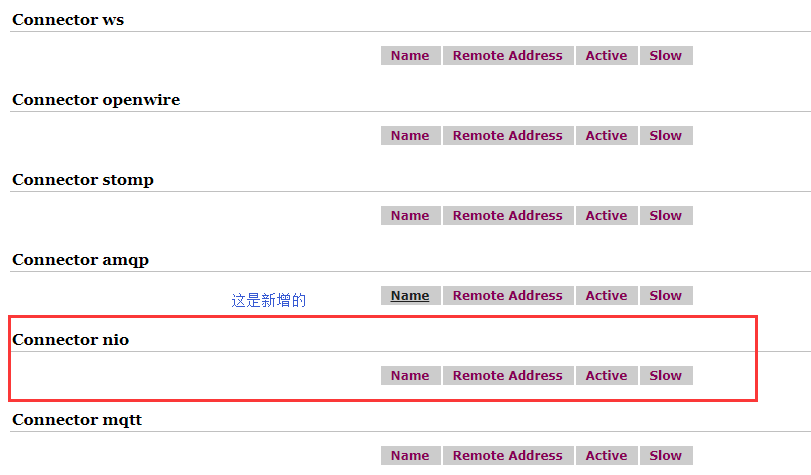 Connector ws
Name Remote Address Active Slow
Connector openwire
Name Remote Address Active Slow
Connector stomp
Name Remote Address Active Slow
Connector amqp
这是新增的 Name Remote Address Active Slow
Connector nio
Name Remote Address Active Slow
Connector mqtt
Name Remote Address Active Slow